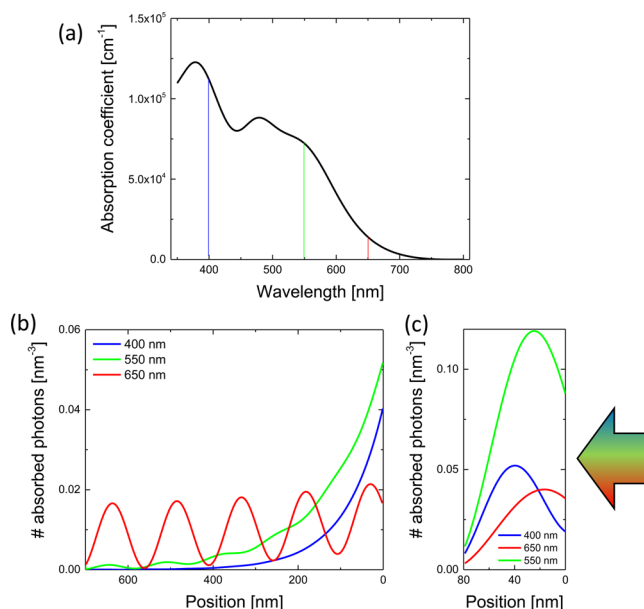 (a)
Absorption coefficient [cm-1]
1.5x10^5
1.0x10^5
5.0x10^4
0.0
400 500 600 700 800
Wavelength [nm]
(b)
# absorbed photons [nm-3]
0.06
0.04
0.02
0.00
400 nm
550 nm
650 nm
600 400 200 0
Position [nm]
(c)
# absorbed photons [nm-3]
0.10
0.05
0.00
400 nm
650 nm
550 nm
80 40 0
Position [nm]